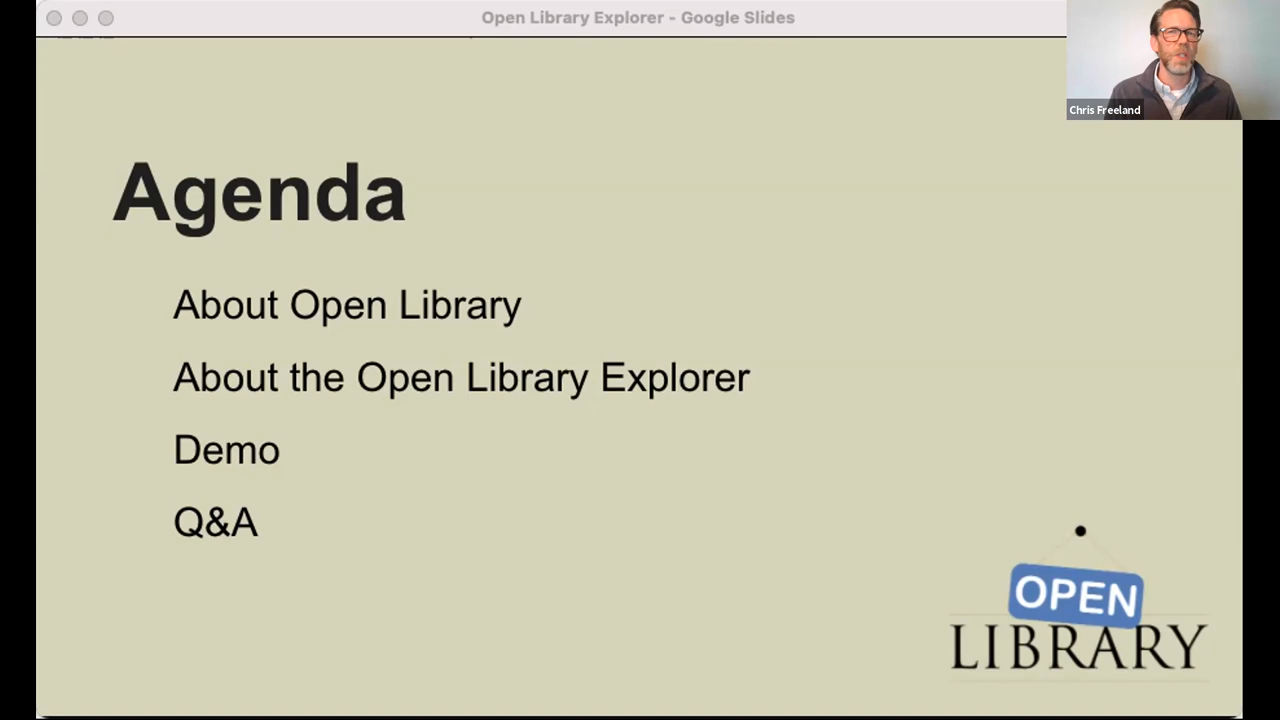 Open Library Explorer - Google Slides
Chris Freeland
Agenda
About Open Library
About the Open Library Explorer
Demo
Q&A
OPEN
LIBRARY